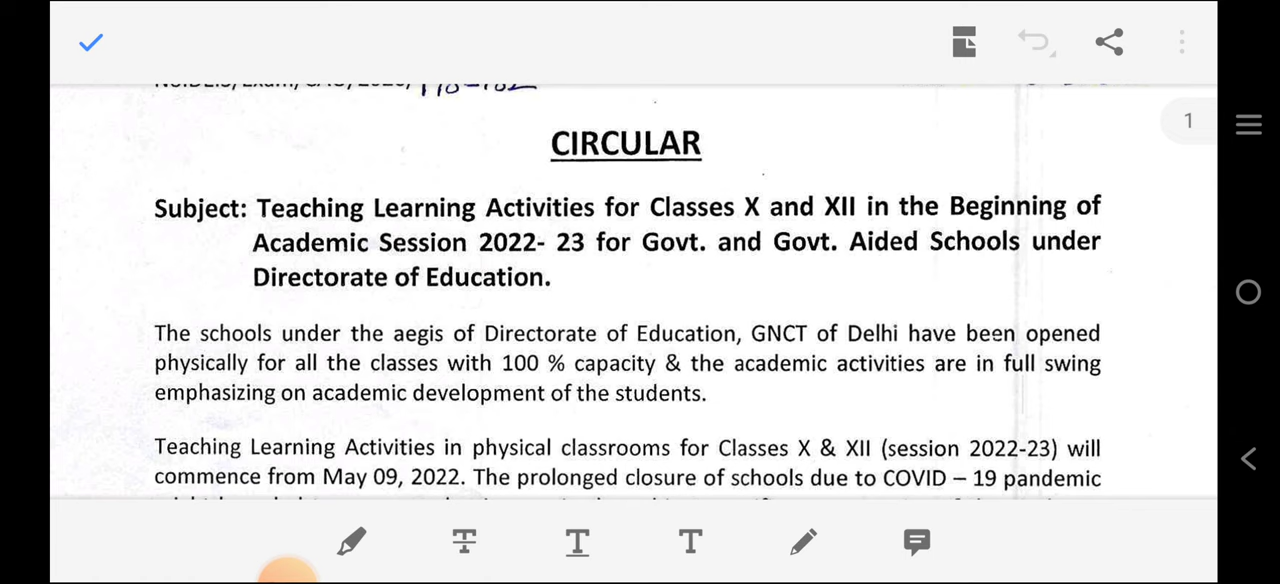 CIRCULAR
1
Subject: Teaching Learning Activities for Classes X and XII in the Beginning of
Academic Session 2022- 23 for Govt. and Govt. Aided Schools under
Directorate of Education.
The schools under the aegis of Directorate of Education, GNCT of Delhi have been opened
physically for all the classes with 100 % capacity & the academic activities are in full swing
emphasizing on academic development of the students.
Teaching Learning Activities in physical classrooms for Classes X & XII (session 2022-23) will
commence from May 09, 2022. The prolonged closure of schools due to COVID – 19 pandemic